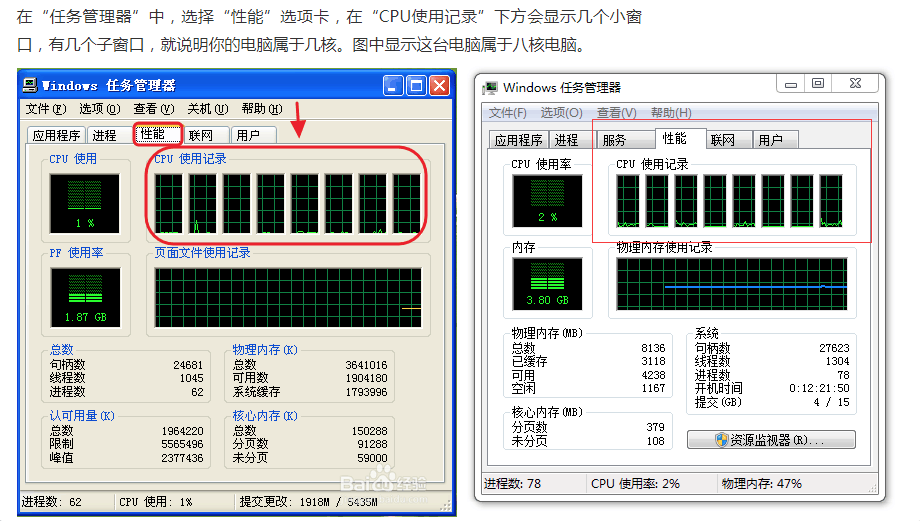 在“任务管理器”中，选择“性能”选项卡，在“CPU使用记录”下方会显示几个小窗
口，有几个子窗口，就说明你的电脑属于几核。图中显示这台电脑属于八核电脑。
Windows 任务管理器
文件(F) 选项(O) 查看(V) 关机(U) 帮助(H)
应用程序 进程 性能 联网 用户
CPU 使用 CPU 使用记录
1 %
PF 使用率 页面文件使用记录
1.87 GB
总数 物理内存(K)
句柄数 24681 总数 3641016
线程数 1045 可用数 1904180
进程数 62 系统缓存 1793996
认可用量(K) 核心内存(K)
总数 1964220 总数 150288
限制 5565496 分页数 91288
峰值 2377436 未分页 59000
Baidu经验
进程数: 62 CPU 使用: 1% 提交更改: 1918M / 5435M
Windows 任务管理器
文件(F) 选项(O) 查看(V) 帮助(H)
应用程序 进程 服务 性能 联网 用户
CPU 使用率 CPU 使用记录
2 %
内存 物理内存使用记录
3.80 GB
物理内存(MB) 系统
总数 8136 句柄数 27623
已缓存 3118 线程数 1304
可用 4238 进程数 78
空闲 1167 开机时间 0:12:21:50
提交(GB) 4 / 15
核心内存(MB)
分页数 379
未分页 108
资源监视器(R)...
进程数: 78 CPU 使用率: 2% 物理内存: 47%